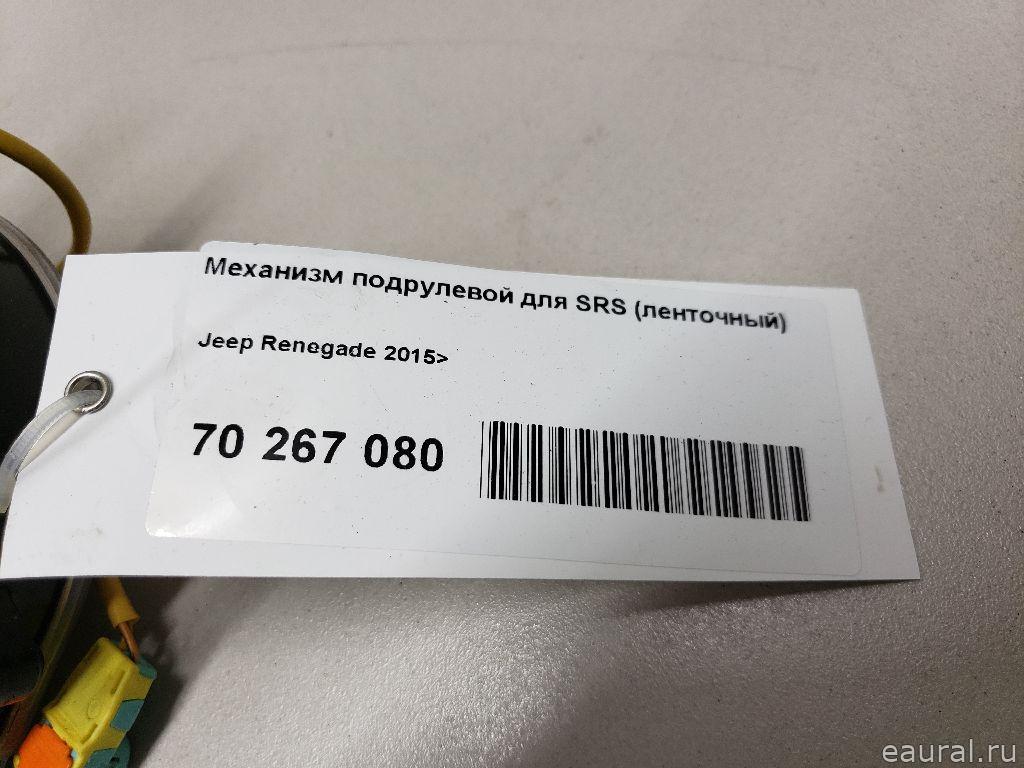 Механизм подрулевой для SRS (ленточный)
Jeep Renegade 2015>
70 267 080
eaural.ru